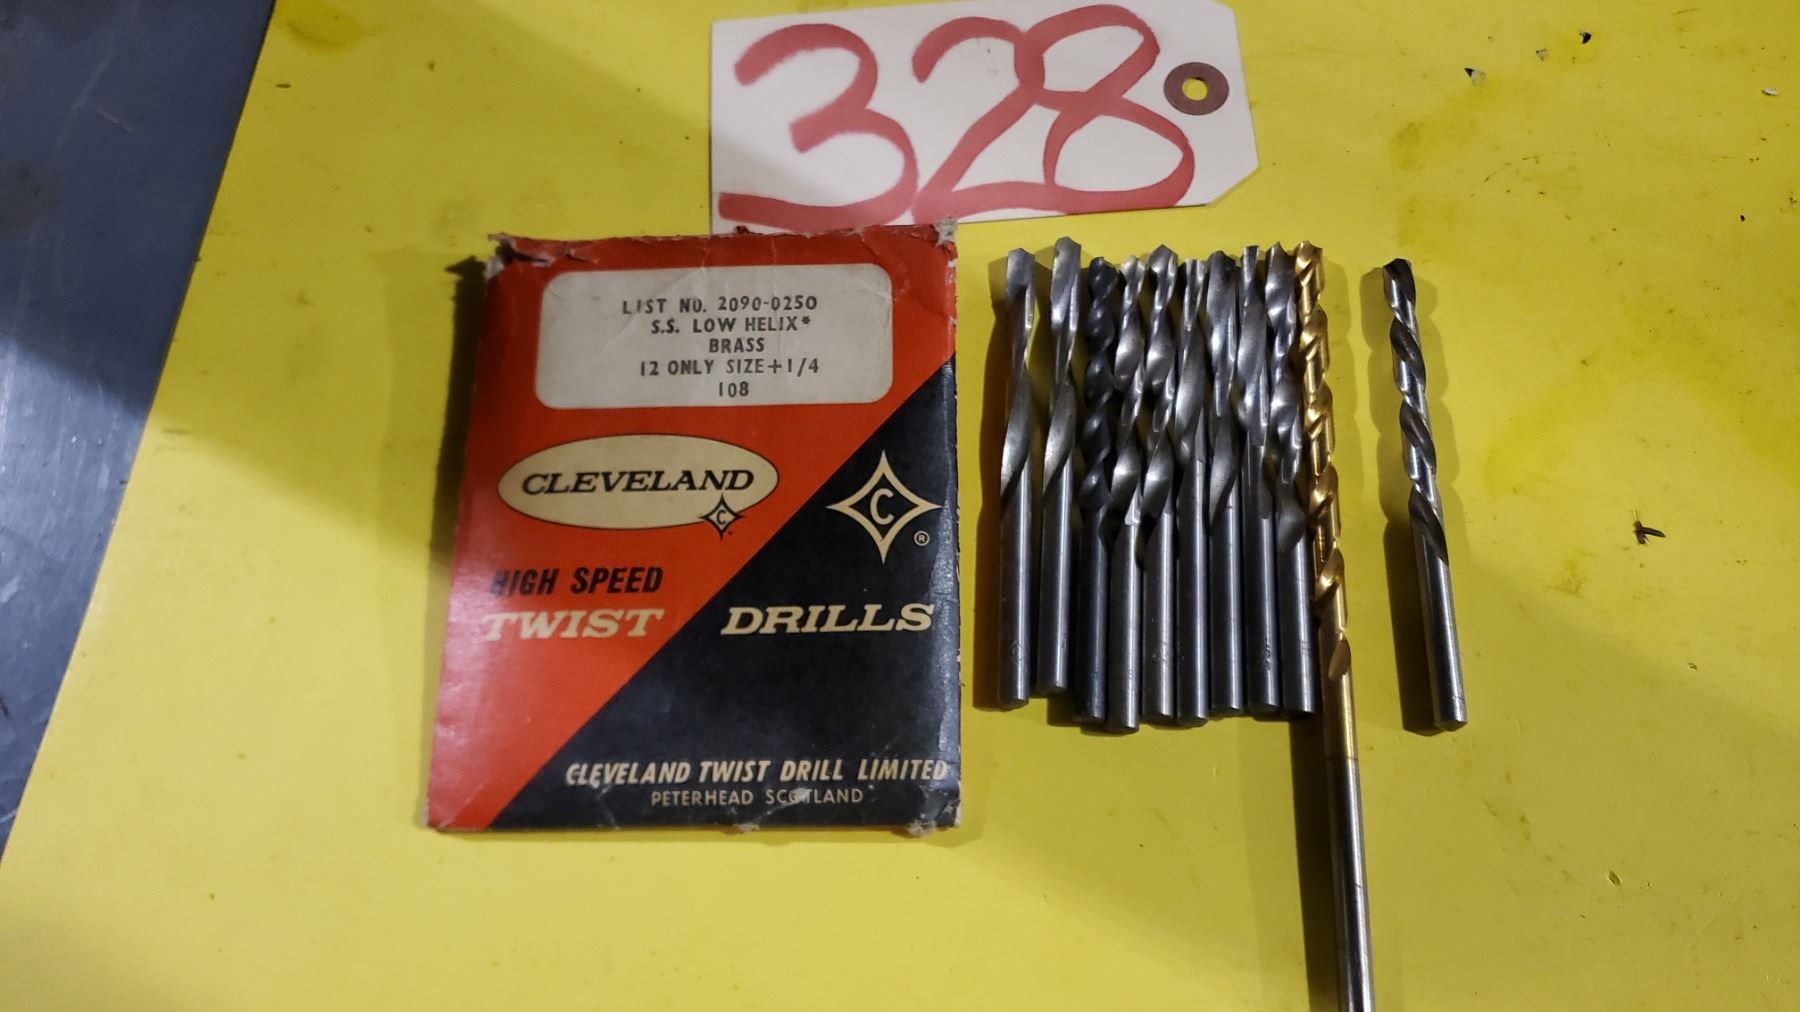 328
LIST NO. 2090-0250
S.S. LOW HELIX*
BRASS
12 ONLY SIZE+1/4
108
CLEVELAND
C
C
®
HIGH SPEED
TWIST DRILLS
CLEVELAND TWIST DRILL LIMITED
PETERHEAD SCOTLAND